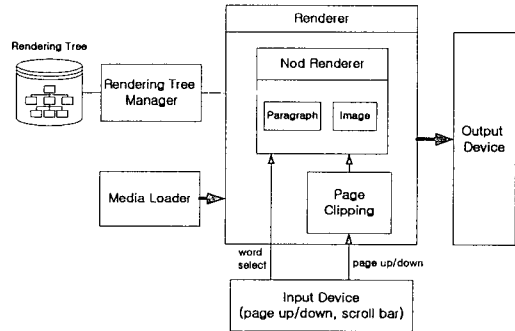 Renderer
Rendering Tree
Nod Renderer
Rendering Tree
Manager
Paragraph
Image
Output
Device
Media Loader
Page
Clipping
word
select
page up/down
Input Device
(page up/down, scroll bar)